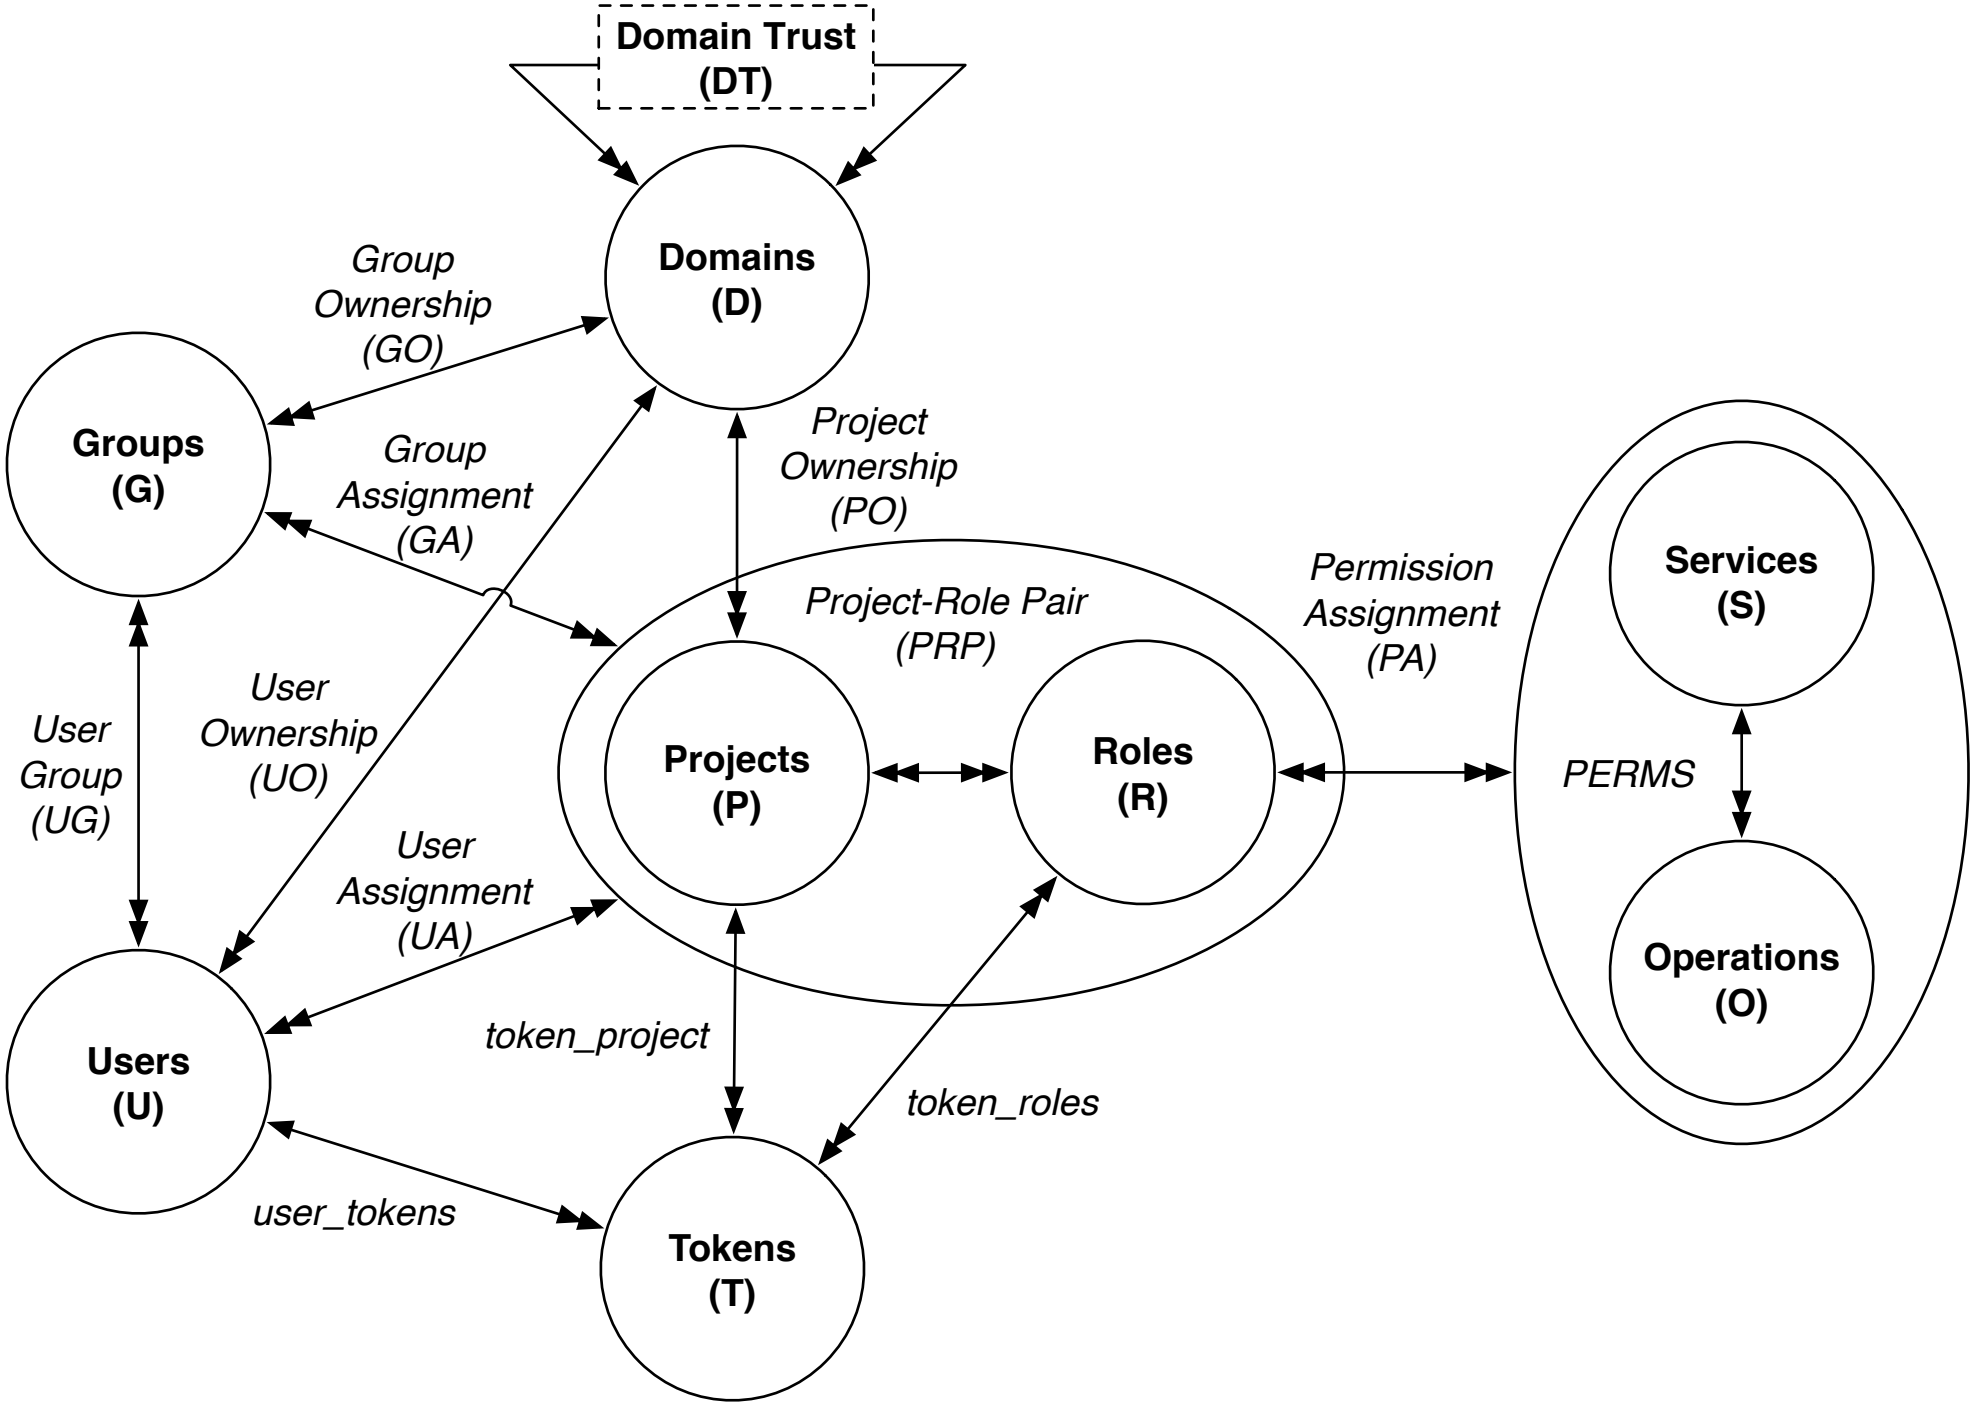 Domain Trust
(DT)
Domains
(D)
Group
Ownership
(GO)
Groups
(G)
Group
Assignment
(GA)
Project
Ownership
(PO)
Project-Role Pair
(PRP)
Permission
Assignment
(PA)
Services
(S)
User
Group
(UG)
User
Ownership
(UO)
Projects
(P)
Roles
(R)
PERMS
User
Assignment
(UA)
Operations
(O)
Users
(U)
token_project
token_roles
user_tokens
Tokens
(T)